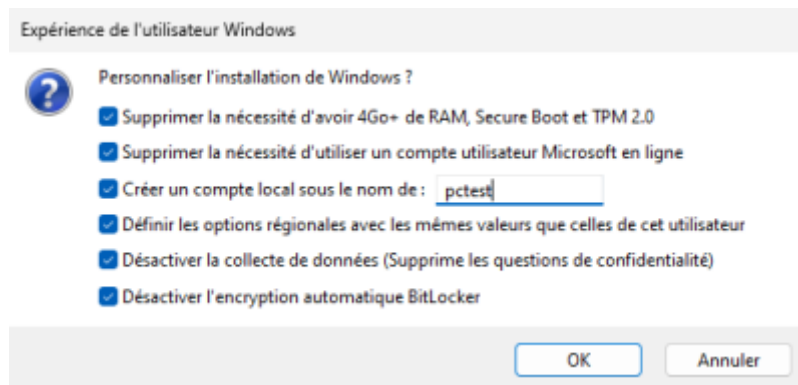 Expérience de l'utilisateur Windows
Personnaliser l'installation de Windows ?
Supprimer la nécessité d'avoir 4Go+ de RAM, Secure Boot et TPM 2.0
Supprimer la nécessité d'utiliser un compte utilisateur Microsoft en ligne
Créer un compte local sous le nom de : pctest
Définir les options régionales avec les mêmes valeurs que celles de cet utilisateur
Désactiver la collecte de données (Supprime les questions de confidentialité)
Désactiver l'encryption automatique BitLocker
OK Annuler